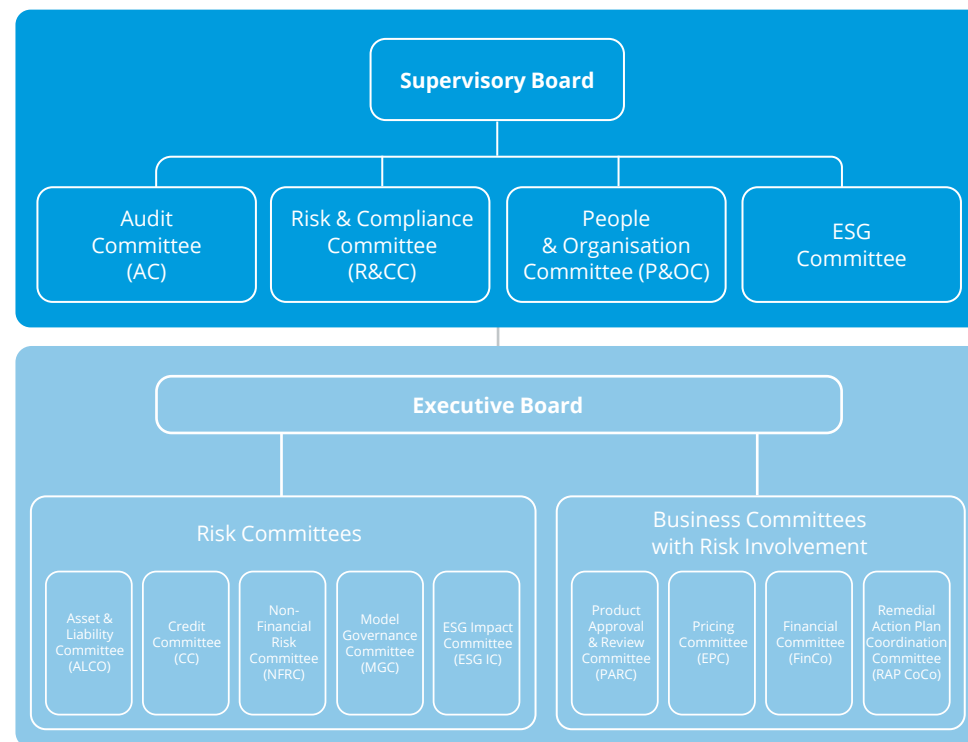 Supervisory Board
Audit
Committee
(AC)
Risk & Compliance
Committee
(R&CC)
People
& Organisation
Committee (P&OC)
ESG
Committee
Executive Board
Risk Committees
Asset &
Liability
Committee
(ALCO)
Credit
Committee
(CC)
Non-
Financial
Risk
Committee
(NFRC)
Model
Governance
Committee
(MGC)
ESG Impact
Committee
(ESG IC)
Business Committees
with Risk Involvement
Product
Approval
& Review
Committee
(PARC)
Pricing
Committee
(EPC)
Financial
Committee
(FinCo)
Remedial
Action Plan
Coordination
Committee
(RAP CoCo)